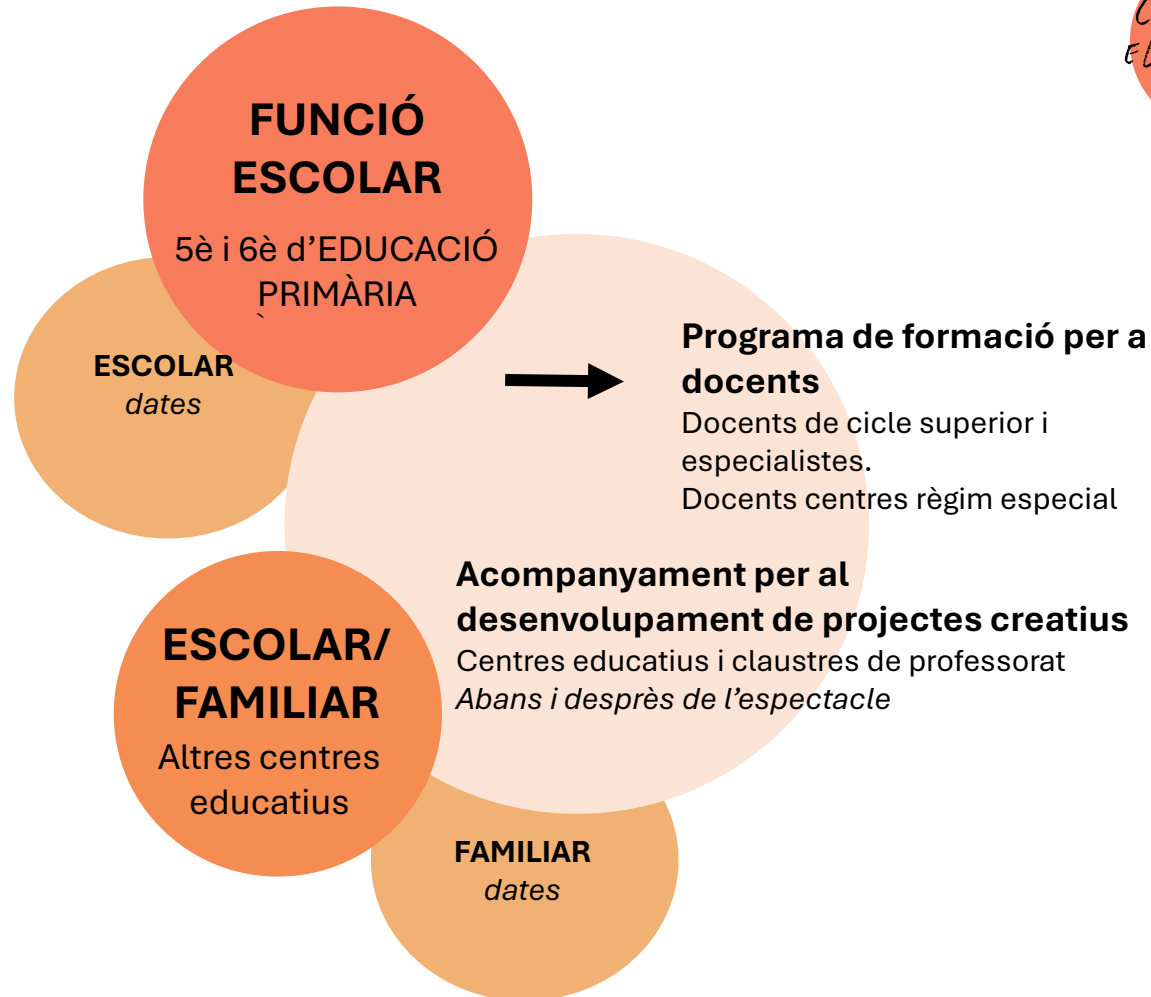 FUNCIÓ
ESCOLAR
5è i 6è d’EDUCACIÓ
PRIMÀRIA
ESCOLAR
dates
Programa de formació per a
docents
Docents de cicle superior i
especialistes.
Docents centres règim especial
Acompanyament per al
desenvolupament de projectes creatius
Centres educatius i claustres de professorat
Abans i desprès de l’espectacle
ESCOLAR/
FAMILIAR
Altres centres
educatius
FAMILIAR
dates